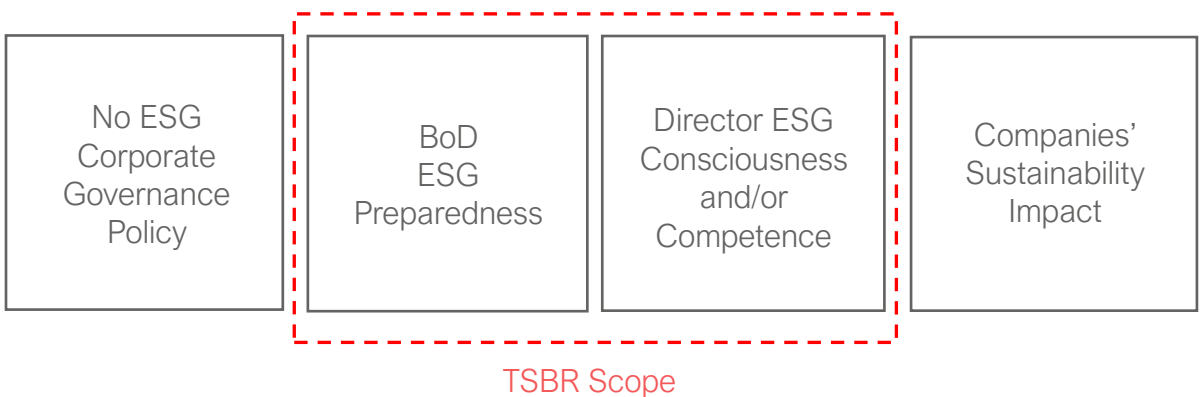 No ESG
Corporate
Governance
Policy
BoD
ESG
Preparedness
Director ESG
Consciousness
and/or
Competence
Companies’
Sustainability
Impact
TSBR Scope